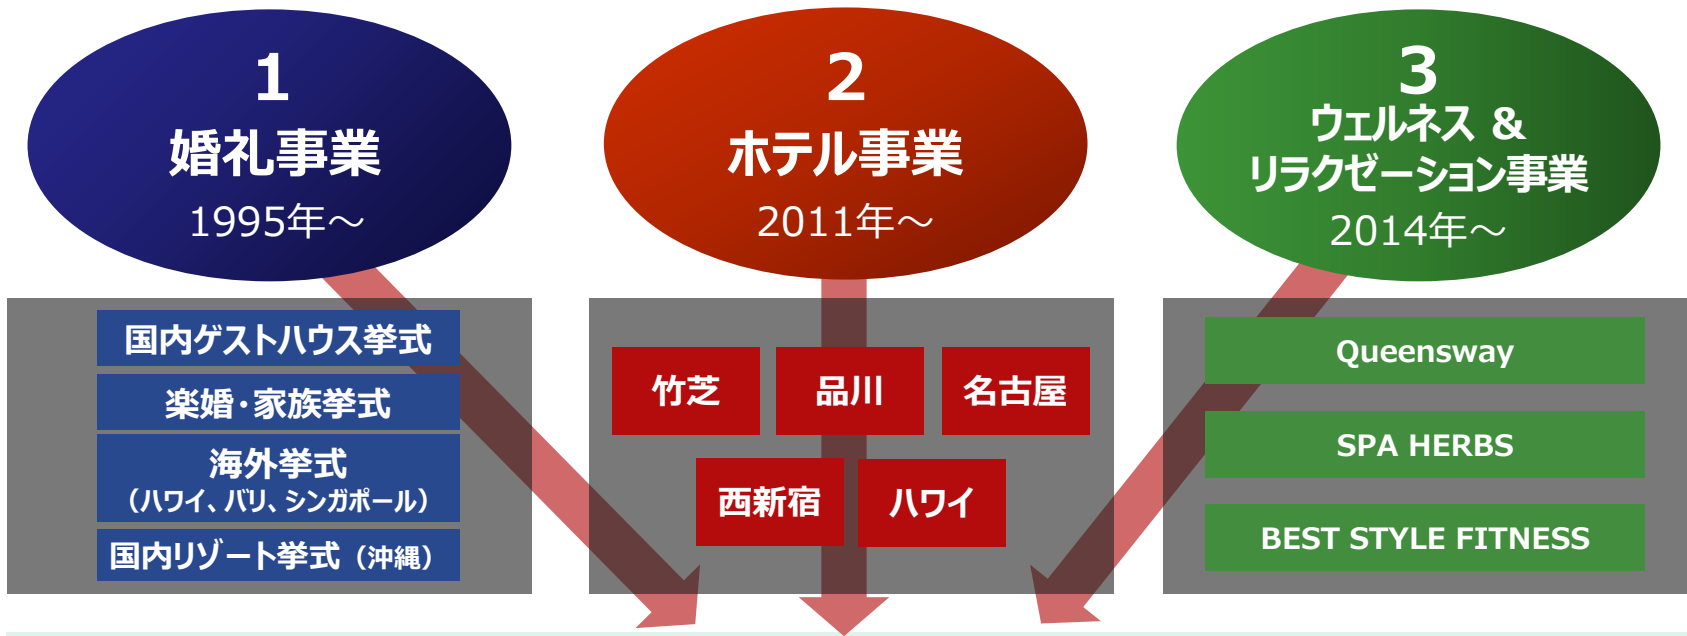 1
婚礼事業
1995年～
国内ゲストハウス挙式
楽婚・家族挙式
海外挙式
（ハワイ、バリ、シンガポール）
国内リゾート挙式（沖縄）
2
ホテル事業
2011年～
竹芝
品川
名古屋
西新宿
ハワイ
3
ウェルネス &
リラクゼーション事業
2014年～
Queensway
SPA HERBS
BEST STYLE FITNESS